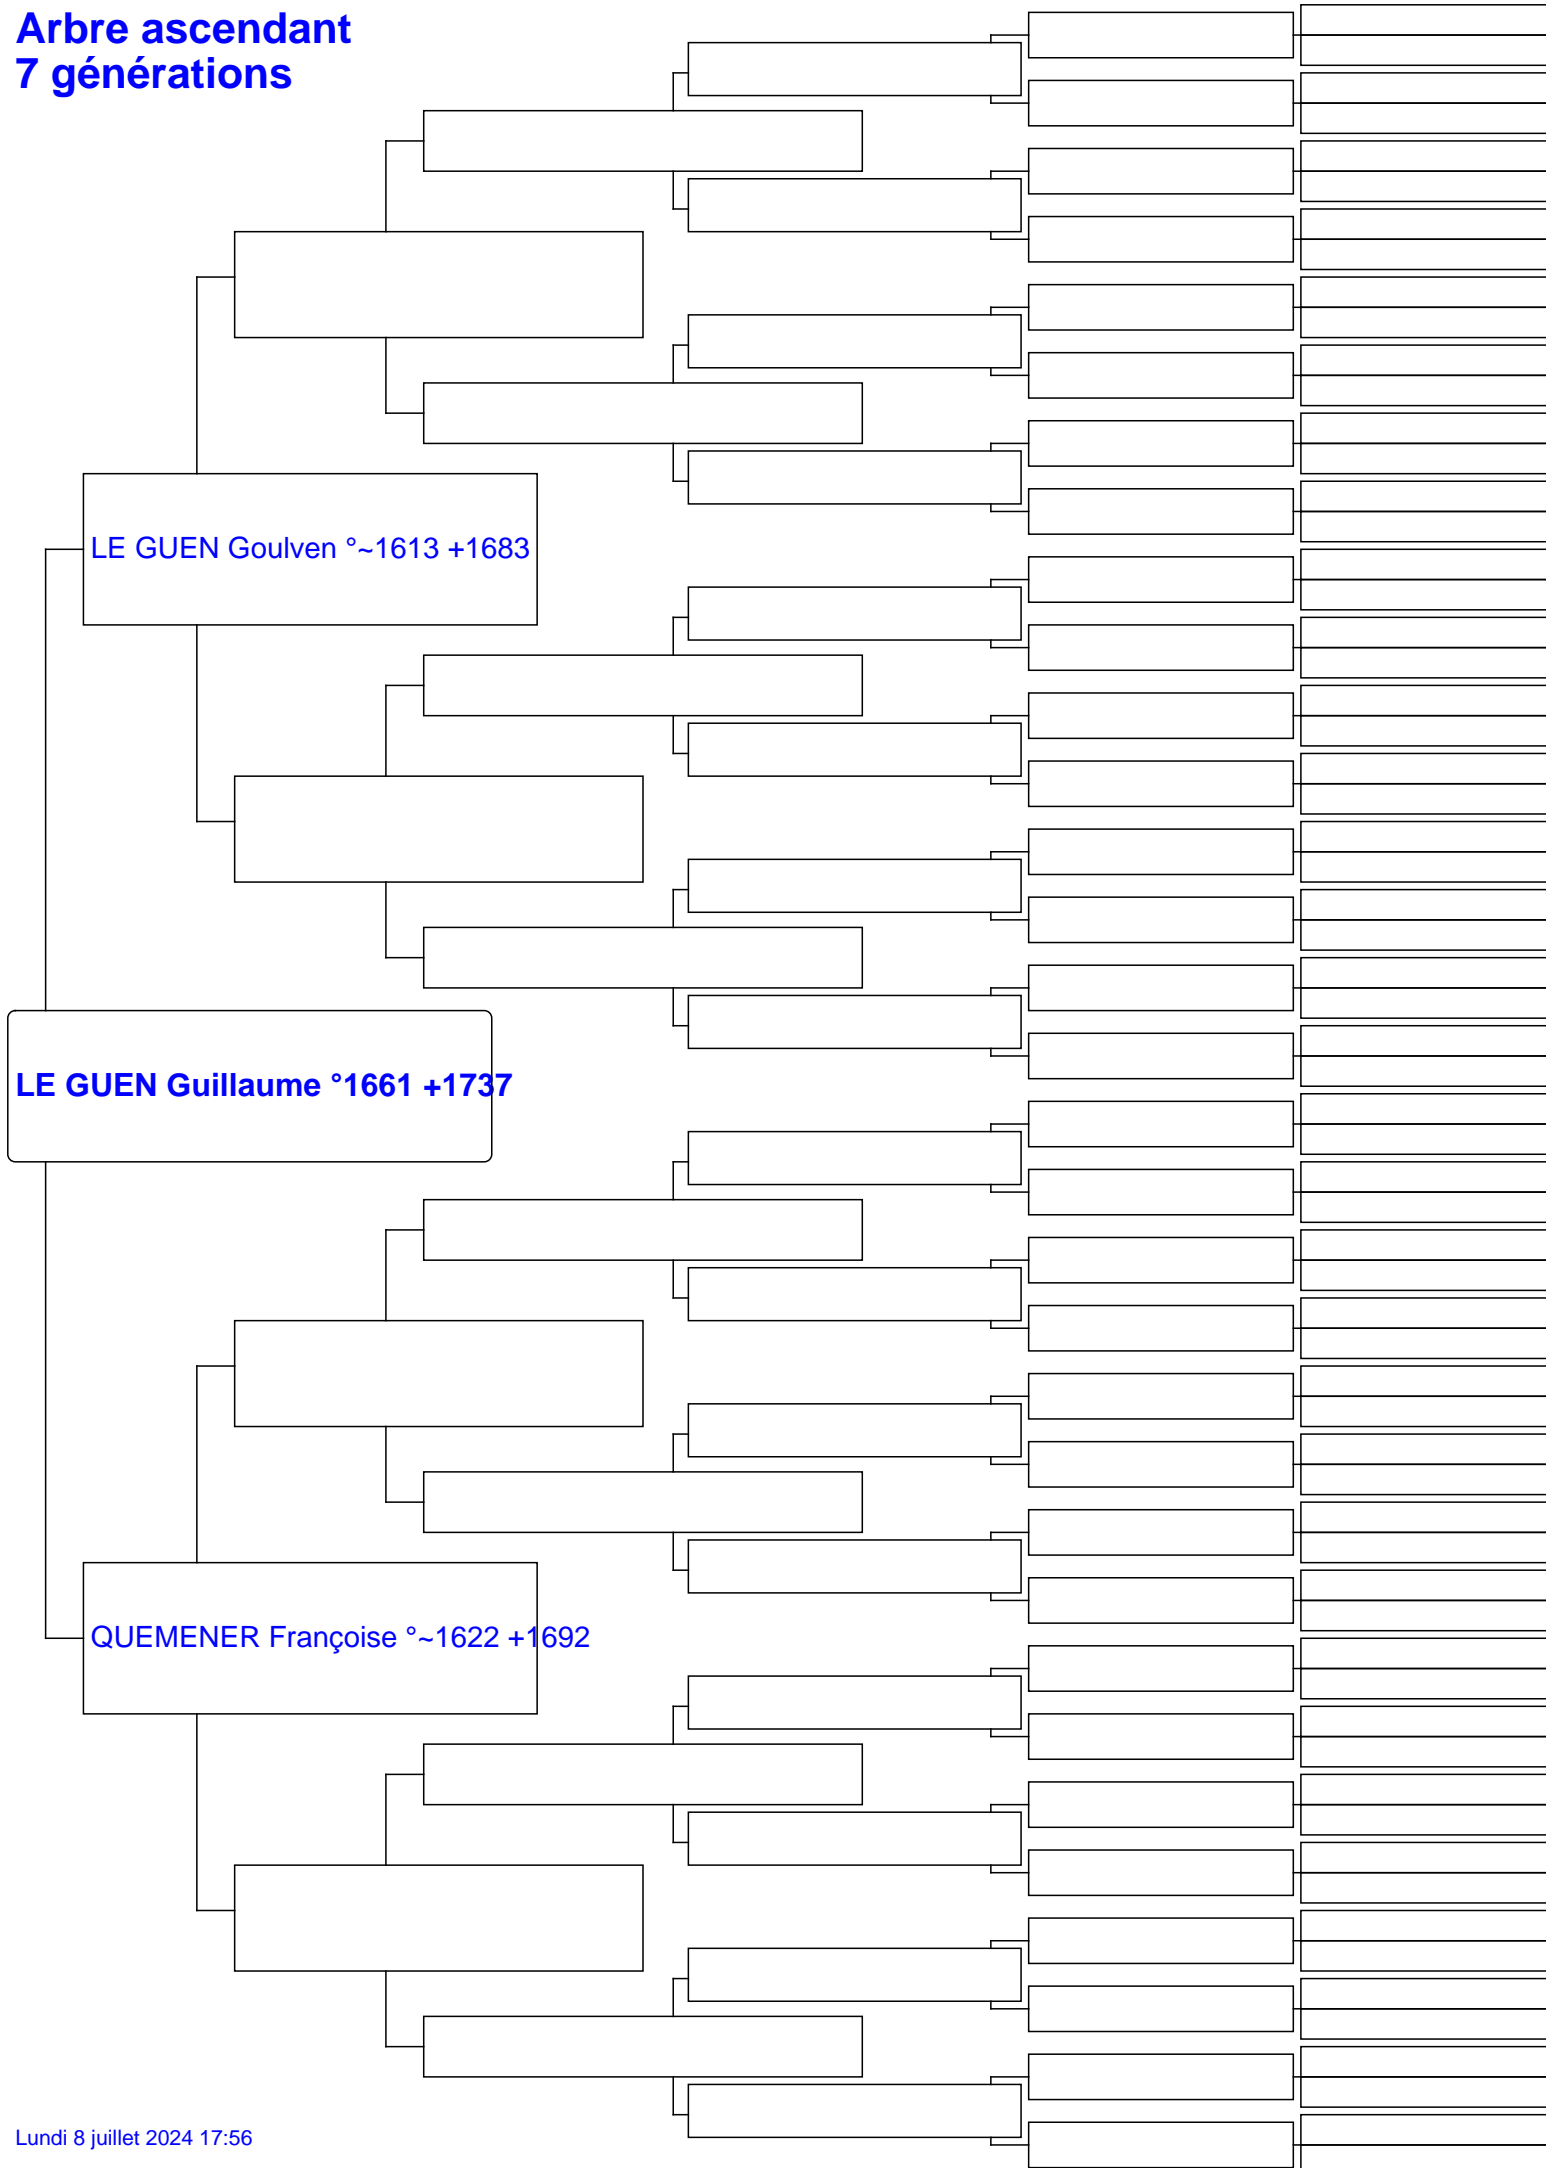 Arbre ascendant
7 générations
LE GUEN Goulven °~1613 +1683
LE GUEN Guillaume °1661 +1737
QUEMENER Françoise °~1622 +1692
Lundi 8 juillet 2024 17:56